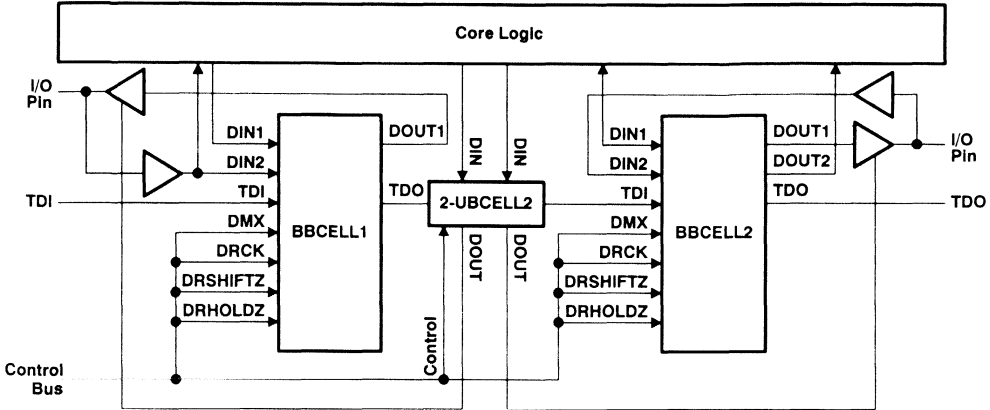 Core Logic
I/O
Pin
DIN1
DIN2
TDI
TDI
DMX
DRCK
DRSHIFTZ
DRHOLDZ
BBCELL1
DOUT1
TDO
DIN
DIN
2-UBCELL2
DOUT
DOUT
Control
DIN1
DIN2
TDI
DMX
DRCK
DRSHIFTZ
DRHOLDZ
BBCELL2
DOUT1
DOUT2
TDO
I/O
Pin
TDO
Control
Bus